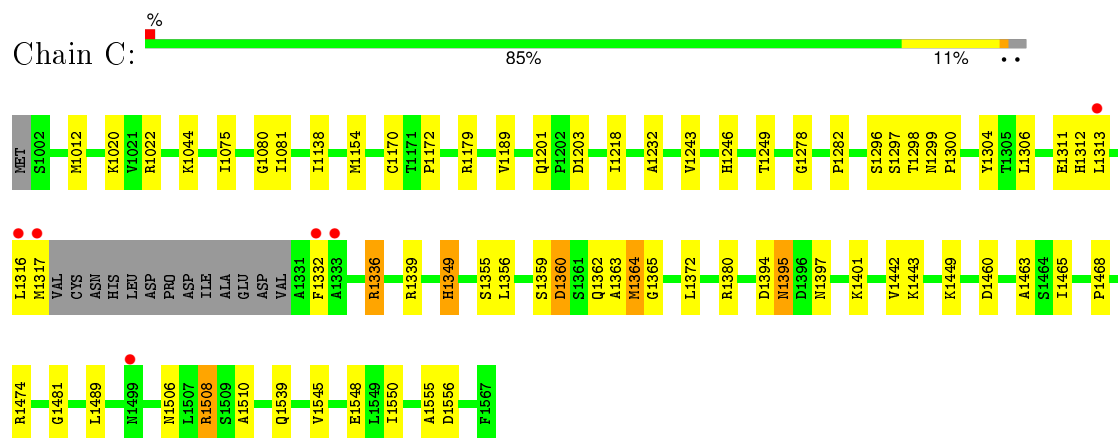 %
Chain C:
85% 11% • •
MET S1002 M1012 K1020 V1021 R1022 K1044 I1075 G1080 I1081 I1138 M1154 C1170 T1171 P1172 R1179 V1189 Q1201 P1202 D1203 I1218 A1232 V1243 H1246 T1249 G1278 P1282 S1296 S1297 T1298 N1299 P1300 Y1304 T1305 L1306 E1311 H1312 L1313
L1316 M1317 VAL CYS ASN HIS LEU ASP PRO ASP ILE ALA GLU ASP VAL A1331 F1332 A1333 R1336 R1339 H1349 S1355 L1356 S1359 D1360 S1361 Q1362 A1363 M1364 G1365 L1372 R1380 D1394 N1395 D1396 N1397 K1401 V1442 K1443 K1449 D1460 A1463 S1464 I1465 P1468
R1474 G1481 L1489 N1499 N1506 L1507 R1508 S1509 A1510 Q1539 V1545 E1548 L1549 I1550 A1555 D1556 F1567